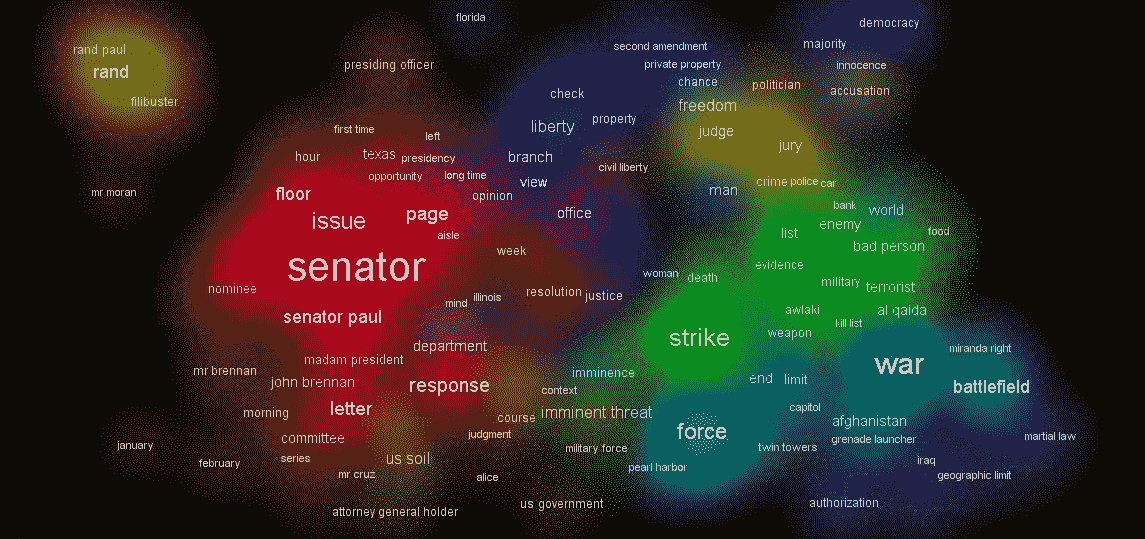 florida
democracy
second amendment
majority
rand paul
private property
innocence
presiding officer
rand
chance
politician
accusation
check
filibuster
freedom
property
liberty
first time
judge
left
jury
hour
texas
presidency
branch
civil liberty
opportunity
long time
view
crime
police
car
mr moran
floor
opinion
man
bank
world
issue
page
office
enemy
aisle
list
food
bad person
week
senator
evidence
woman
death
military
nominee
mind
illinois
resolution
justice
terrorist
senator paul
awlaki
al qaida
kill list
strike
weapon
department
miranda right
madam president
war
mr brennan
john brennan
response
imminence
end
limit
battlefield
context
letter
morning
course
imminent threat
capitol
afghanistan
january
committee
judgment
force
grenade launcher
martial law
february
series
us soil
military force
twin towers
iraq
mr cruz
alice
pearl harbor
geographic limit
attorney general holder
us government
authorization